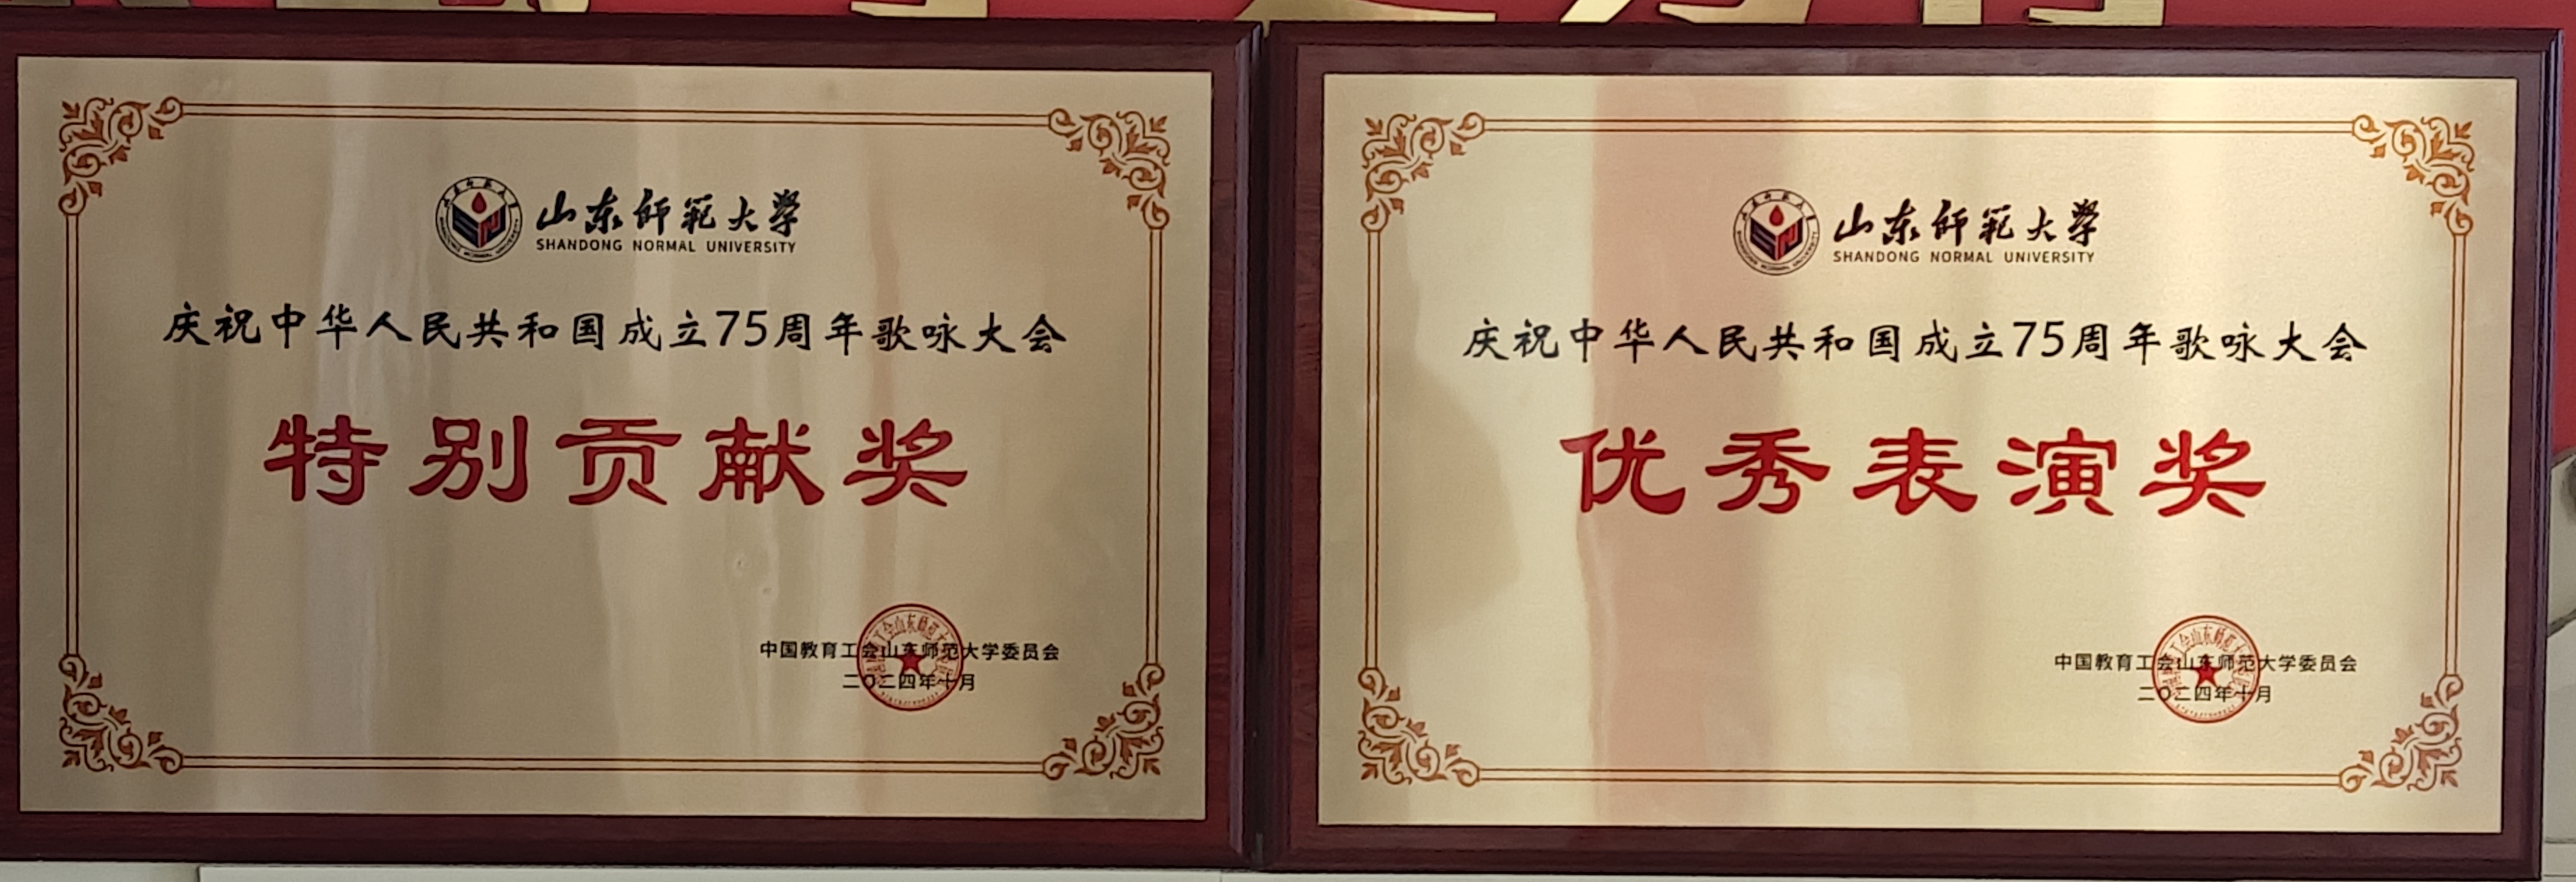 山东师范大学
SHANDONG NORMAL UNIVERSITY
庆祝中华人民共和国成立75周年歌咏大会
特别贡献奖
中国教育工会山东师范大学委员会
二〇二四年十月
山东师范大学
SHANDONG NORMAL UNIVERSITY
庆祝中华人民共和国成立75周年歌咏大会
优秀表演奖
中国教育工会山东师范大学委员会
二〇二四年十月